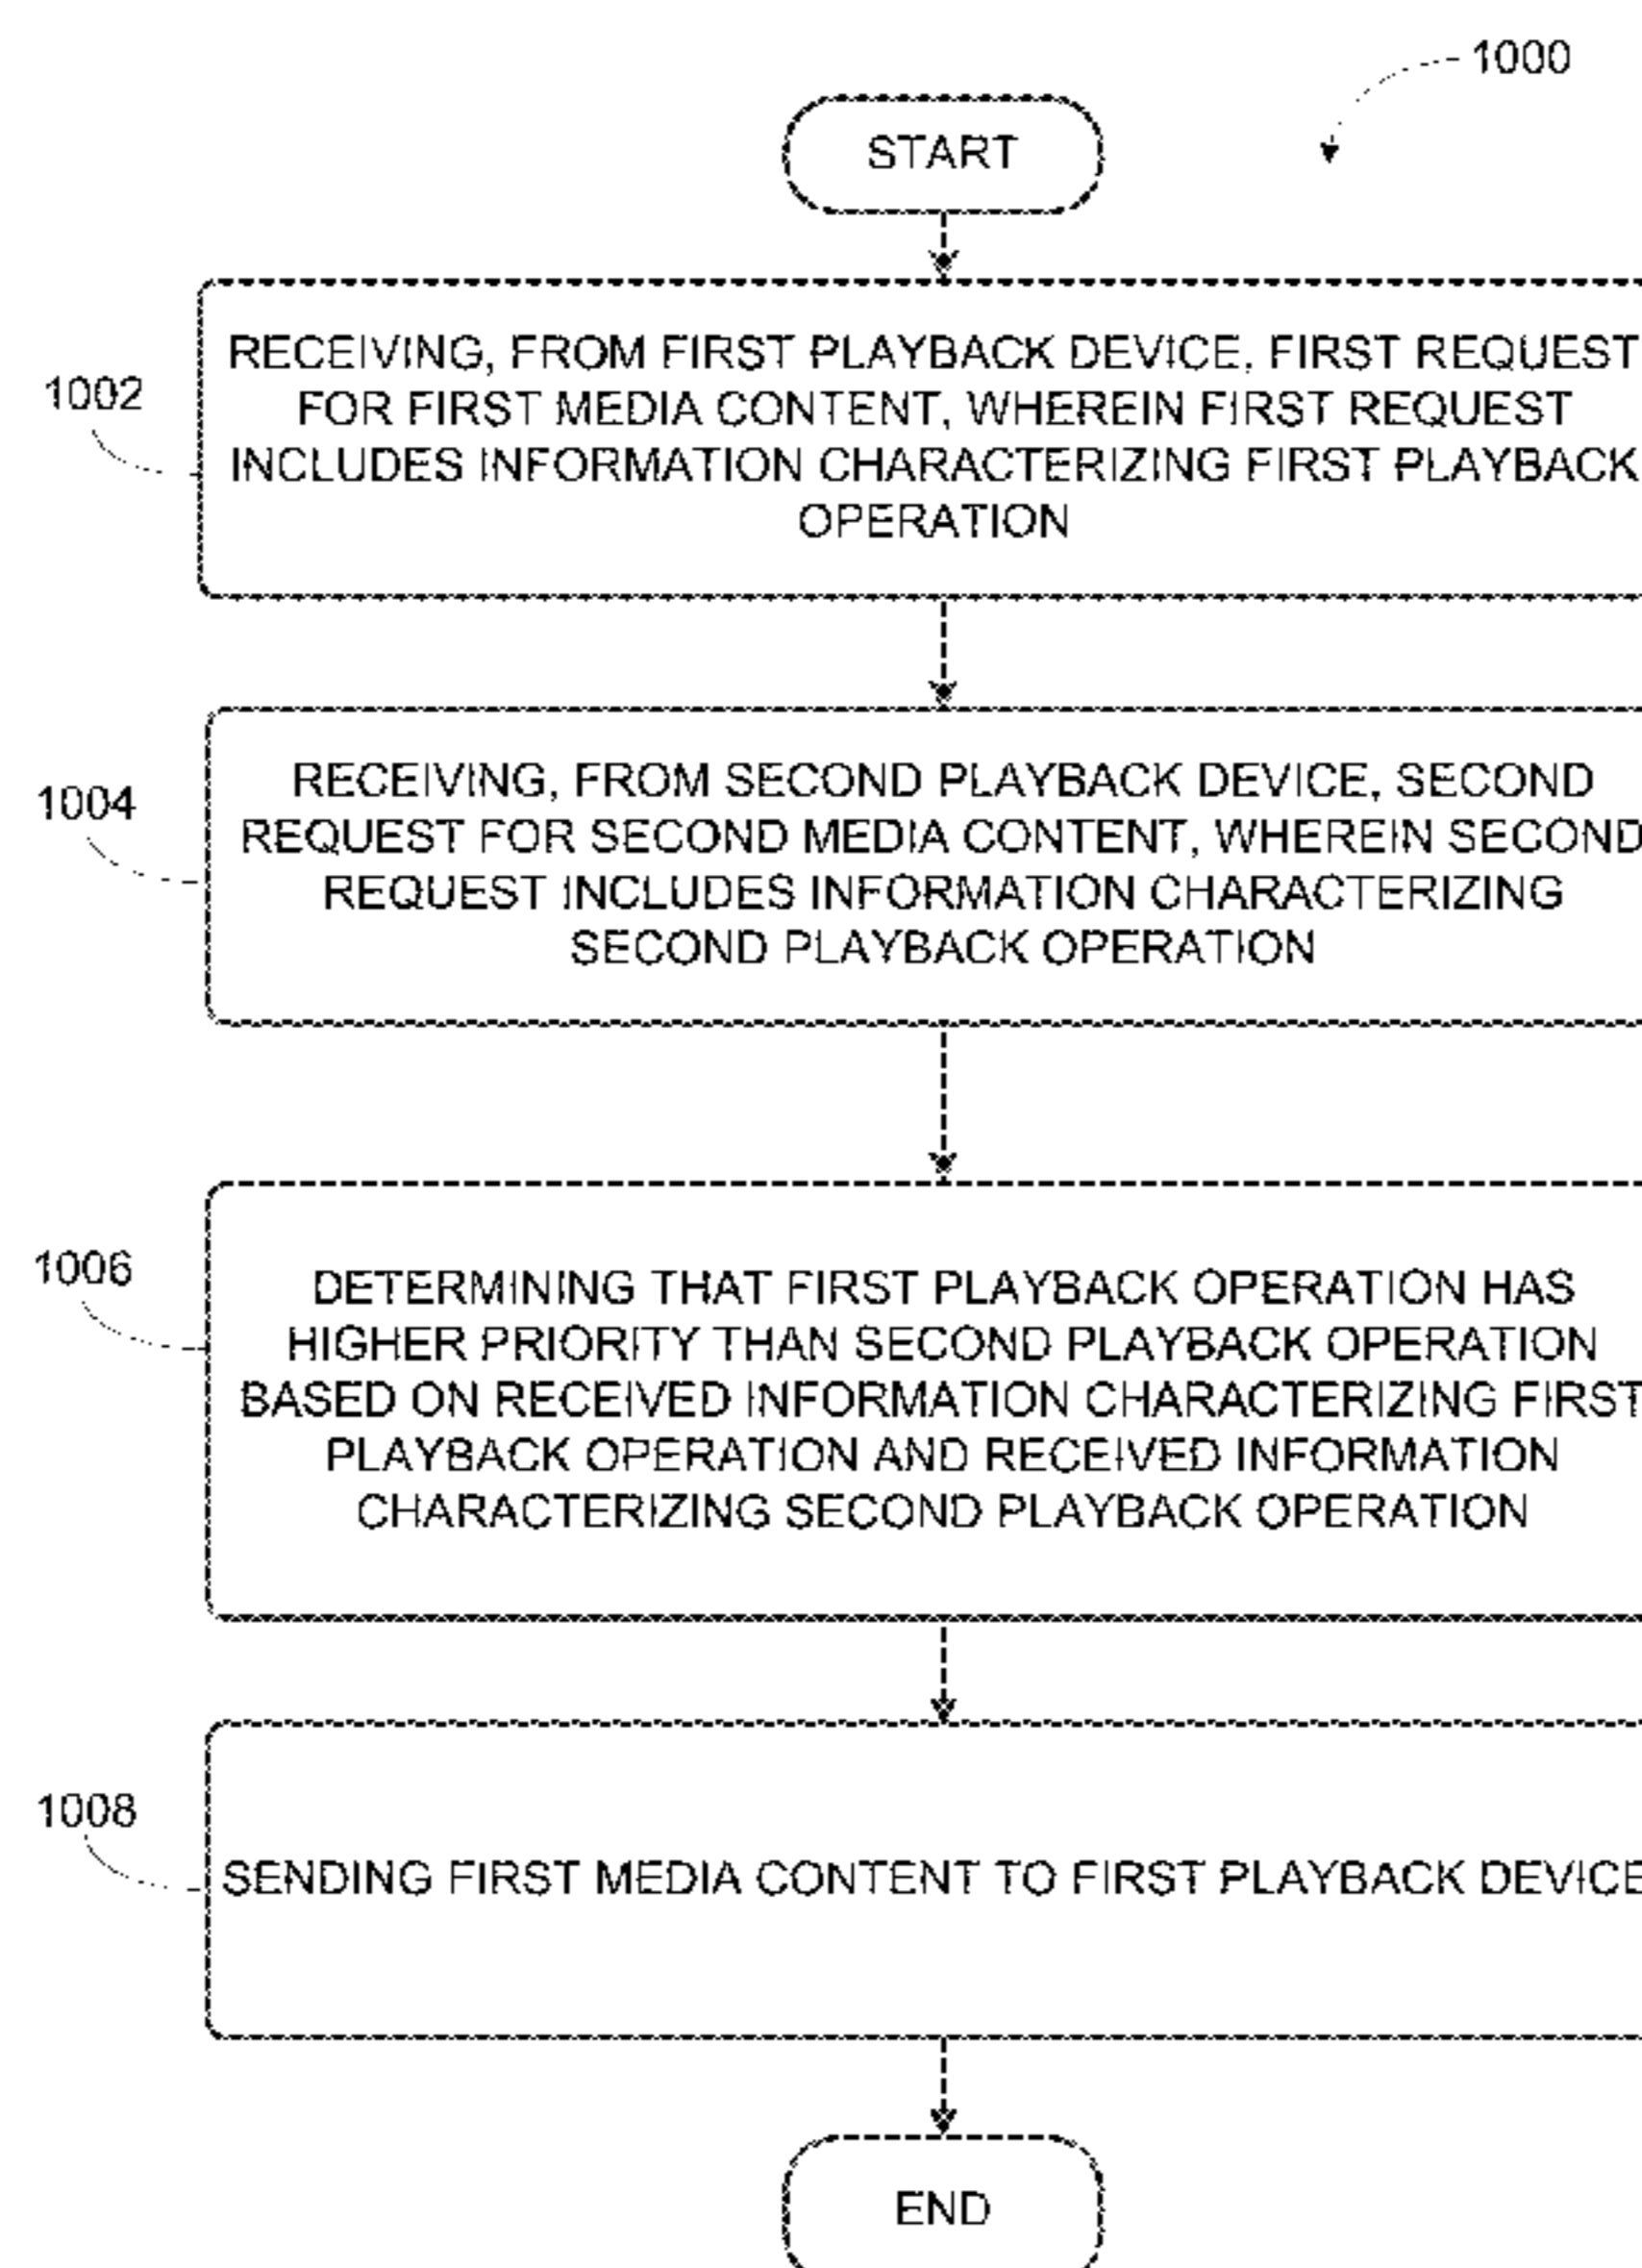 1000
START
1002
RECEIVING, FROM FIRST PLAYBACK DEVICE, FIRST REQUEST
FOR FIRST MEDIA CONTENT, WHEREIN FIRST REQUEST
INCLUDES INFORMATION CHARACTERIZING FIRST PLAYBACK
OPERATION
1004
RECEIVING, FROM SECOND PLAYBACK DEVICE, SECOND
REQUEST FOR SECOND MEDIA CONTENT, WHEREIN SECOND
REQUEST INCLUDES INFORMATION CHARACTERIZING
SECOND PLAYBACK OPERATION
1006
DETERMINING THAT FIRST PLAYBACK OPERATION HAS
HIGHER PRIORITY THAN SECOND PLAYBACK OPERATION
BASED ON RECEIVED INFORMATION CHARACTERIZING FIRST
PLAYBACK OPERATION AND RECEIVED INFORMATION
CHARACTERIZING SECOND PLAYBACK OPERATION
1008
SENDING FIRST MEDIA CONTENT TO FIRST PLAYBACK DEVICE
END